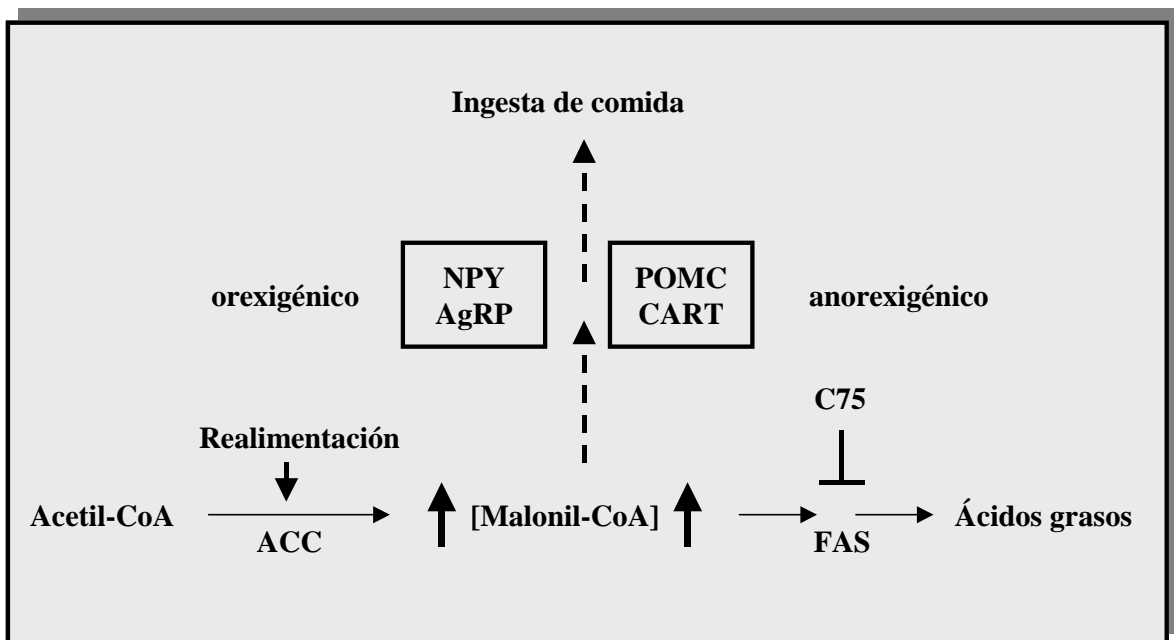 Ingesta de comida
orexigénico
NPY
AgRP
POMC
CART
anorexigénico
C75
Realimentación
Acetil-CoA
ACC
[Malonil-CoA]
FAS
Ácidos grasos